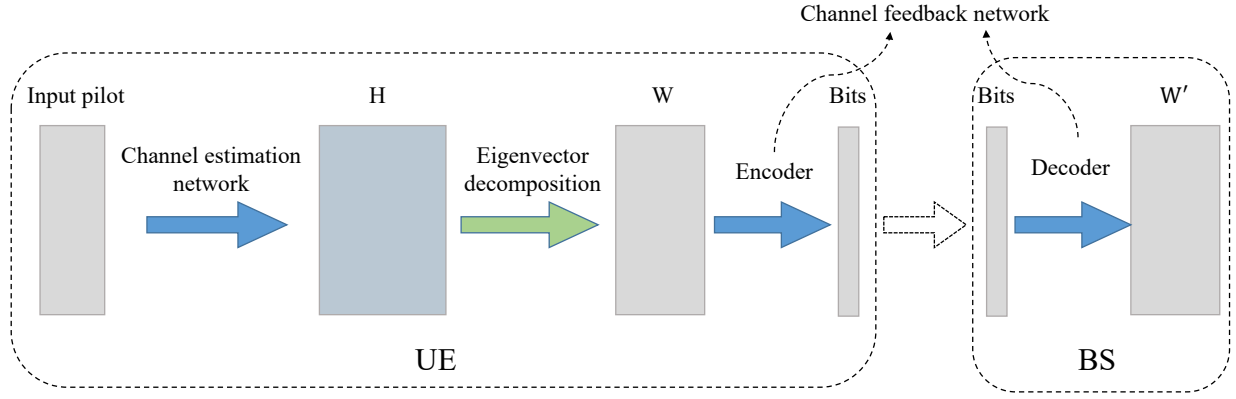 Channel feedback network
Input pilot
H
W
Bits
Bits
W′
Channel estimation
network
Eigenvector
decomposition
Encoder
Decoder
UE
BS